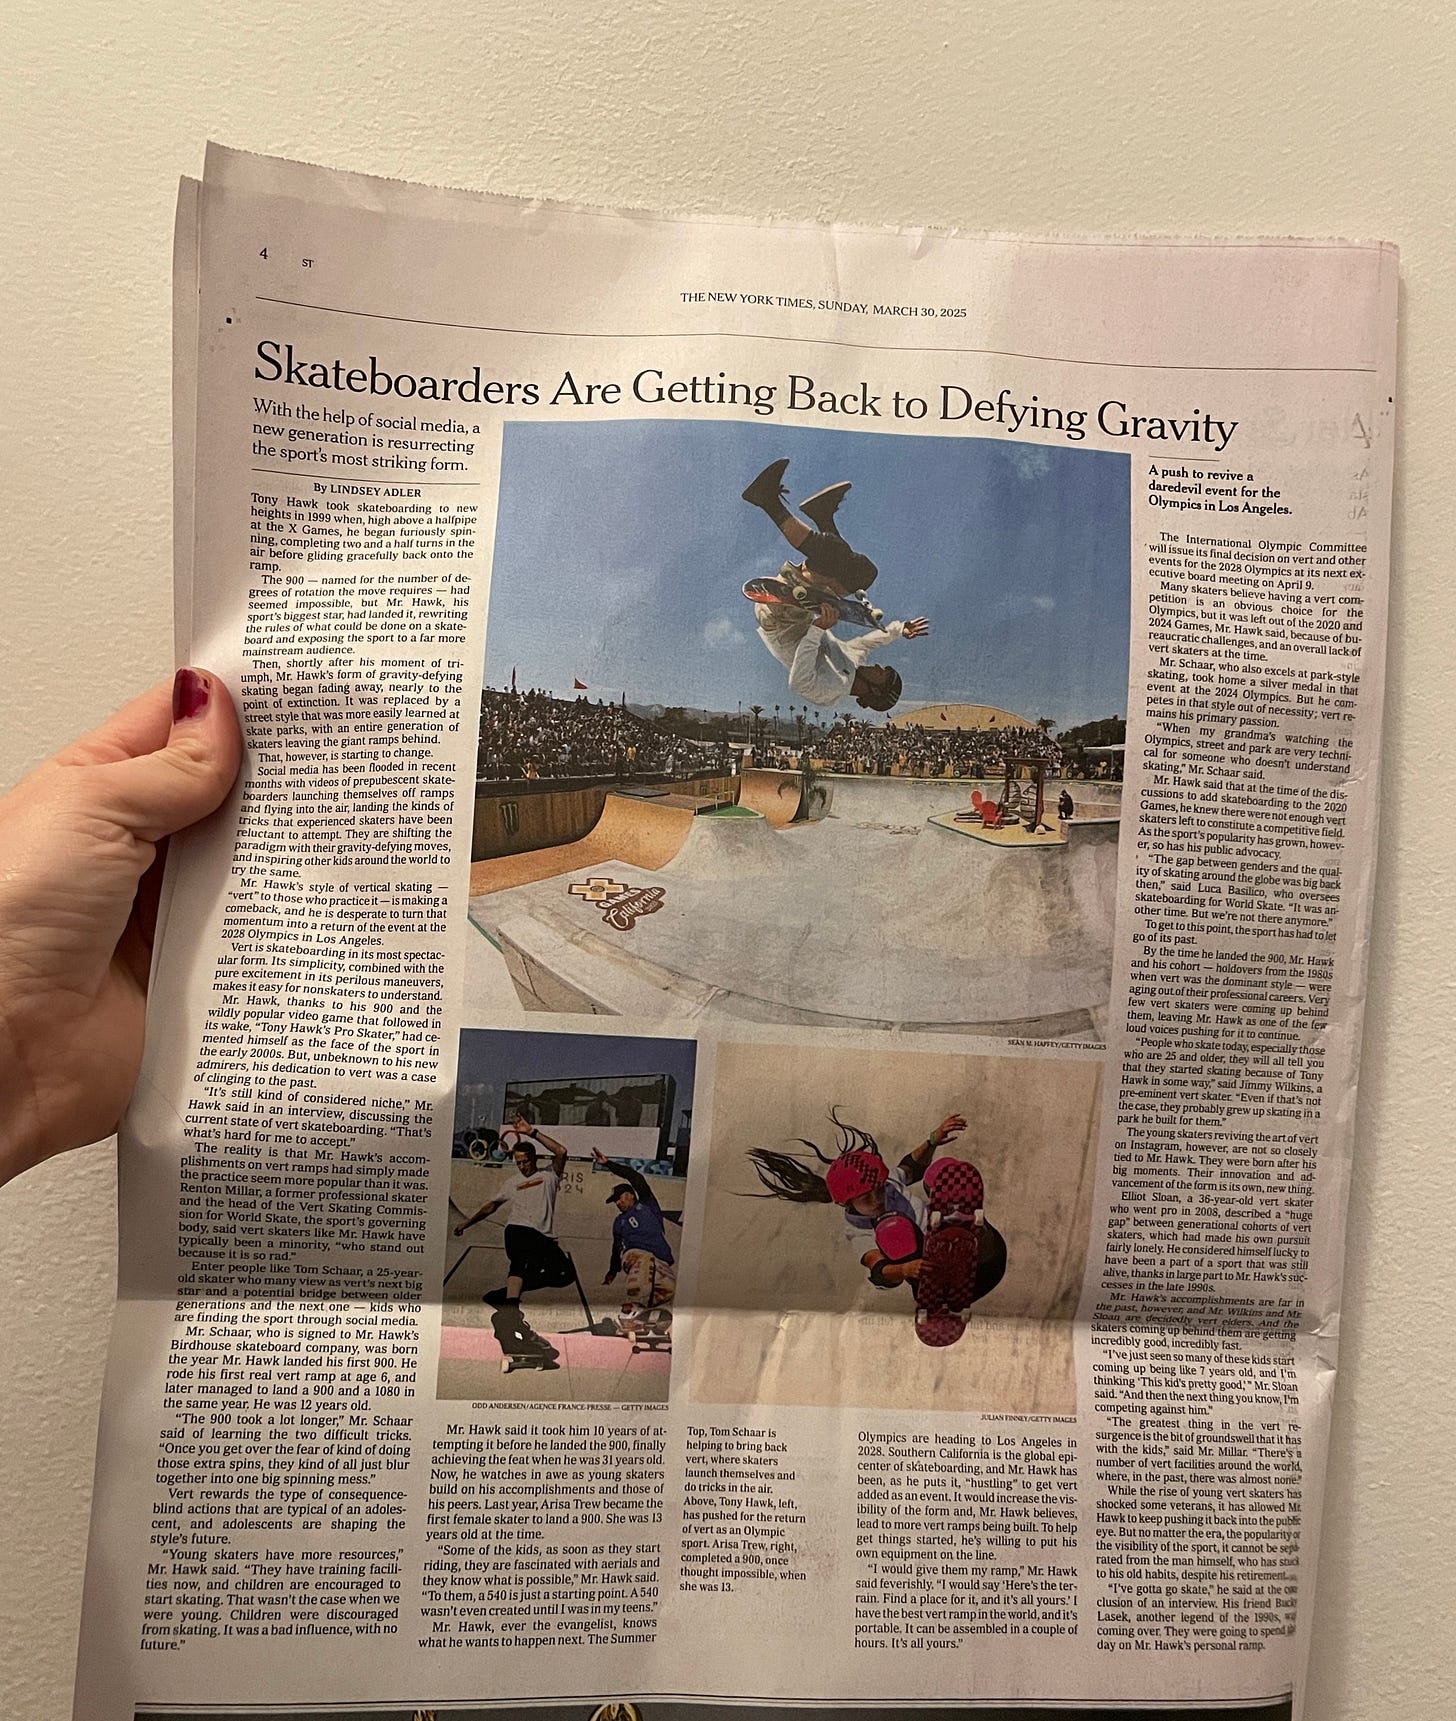 4
ST
THE NEW YORK TIMES, SUNDAY, MARCH 30, 2025
Skateboarders Are Getting Back to Defying Gravity
With the help of social media, a
new generation is resurrecting
the sport's most striking form.
By LINDSEY ADLER
Tony Hawk took skateboarding to new
heights in 1999 when, high above a halfpipe
at the X Games, he began furiously spin-
ning, completing two and a half turns in the
air before gliding gracefully back onto the
ramp.
The 900 — named for the number of de-
grees of rotation the move requires — had
seemed impossible, but Mr. Hawk, his
sport's biggest star, had landed it, rewriting
the rules of what could be done on a skate-
board and exposing the sport to a far more
mainstream audience.
Then, shortly after his moment of tri-
umph, Mr. Hawk's form of gravity-defying
skating began fading away, nearly to the
point of extinction. It was replaced by a
street style that was more easily learned at
skate parks, with an entire generation of
skaters leaving the giant ramps behind.
That, however, is starting to change.
Social media has been flooded in recent
months with videos of prepubescent skate-
boarders launching themselves off ramps
and flying into the air, landing the kinds of
tricks that experienced skaters have been
reluctant to attempt. They are shifting the
paradigm with their gravity-defying moves,
and inspiring other kids around the world to
try the same.
Mr. Hawk's style of vertical skating —
"vert" to those who practice it — is making a
comeback, and he is desperate to turn that
momentum into a return of the event at the
2028 Olympics in Los Angeles.
Vert is skateboarding in its most spectac-
ular form. Its simplicity, combined with the
pure excitement in its perilous maneuvers,
makes it easy for nonskaters to understand.
Mr. Hawk, thanks to his 900 and the
wildly popular video game that followed in
its wake, "Tony Hawk's Pro Skater," had ce-
mented himself as the face of the sport in
the early 2000s. But, unbeknown to his new
admirers, his dedication to vert was a case
of clinging to the past.
"It's still kind of considered niche," Mr.
Hawk said in an interview, discussing the
current state of vert skateboarding. "That's
what's hard for me to accept."
The reality is that Mr. Hawk's accom-
plishments on vert ramps had simply made
the practice seem more popular than it was.
Renton Millar, a former professional skater
and the head of the Vert Skating Commis-
sion for World Skate, the sport's governing
body, said vert skaters like Mr. Hawk have
typically been a minority, "who stand out
because it is so rad."
Enter people like Tom Schaar, a 25-year-
old skater who many view as vert's next big
star and a potential bridge between older
generations and the next one — kids who
are finding the sport through social media.
Mr. Schaar, who is signed to Mr. Hawk's
Birdhouse skateboard company, was born
the year Mr. Hawk landed his first 900. He
rode his first real vert ramp at age 6, and
later managed to land a 900 and a 1080 in
the same year. He was 12 years old.
"The 900 took a lot longer," Mr. Schaar
said of learning the two difficult tricks.
"Once you get over the fear of kind of doing
those extra spins, they kind of all just blur
together into one big spinning mess."
Vert rewards the type of consequence-
blind actions that are typical of an adoles-
cent, and adolescents are shaping the
style's future.
"Young skaters have more resources,"
Mr. Hawk said. "They have training facili-
ties now, and children are encouraged to
start skating. That wasn't the case when we
were young. Children were discouraged
from skating. It was a bad influence, with no
future."
California
PARIS
2024
SEAN M. HAFFEY/GETTY IMAGES
ODD ANDERSEN/AGENCE FRANCE-PRESSE — GETTY IMAGES
JULIAN FINNEY/GETTY IMAGES
Mr. Hawk said it took him 10 years of at-
tempting it before he landed the 900, finally
achieving the feat when he was 31 years old.
Now, he watches in awe as young skaters
build on his accomplishments and those of
his peers. Last year, Arisa Trew became the
first female skater to land a 900. She was 13
years old at the time.
"Some of the kids, as soon as they start
riding, they are fascinated with aerials and
they know what is possible," Mr. Hawk said.
"To them, a 540 is just a starting point. A 540
wasn't even created until I was in my teens."
Mr. Hawk, ever the evangelist, knows
what he wants to happen next. The Summer
Top, Tom Schaar is
helping to bring back
vert, where skaters
launch themselves and
do tricks in the air.
Above, Tony Hawk, left,
has pushed for the return
of vert as an Olympic
sport. Arisa Trew, right,
completed a 900, once
thought impossible, when
she was 13.
Olympics are heading to Los Angeles in
2028. Southern California is the global epi-
center of skateboarding, and Mr. Hawk has
been, as he puts it, "hustling" to get vert
added as an event. It would increase the vis-
ibility of the form and, Mr. Hawk believes,
lead to more vert ramps being built. To help
get things started, he's willing to put his
own equipment on the line.
"I would give them my ramp," Mr. Hawk
said feverishly. "I would say 'Here's the ter-
rain. Find a place for it, and it's all yours.' I
have the best vert ramp in the world, and it's
portable. It can be assembled in a couple of
hours. It's all yours."
A push to revive a
daredevil event for the
Olympics in Los Angeles.
The International Olympic Committee
will issue its final decision on vert and other
events for the 2028 Olympics at its next ex-
ecutive board meeting on April 9.
Many skaters believe having a vert com-
petition is an obvious choice for the
Olympics, but it was left out of the 2020 and
2024 Games, Mr. Hawk said, because of bu-
reaucratic challenges, and an overall lack of
vert skaters at the time.
Mr. Schaar, who also excels at park-style
skating, took home a silver medal in that
event at the 2024 Olympics. But he com-
petes in that style out of necessity; vert re-
mains his primary passion.
"When my grandma's watching the
Olympics, street and park are very techni-
cal for someone who doesn't understand
skating," Mr. Schaar said.
Mr. Hawk said that at the time of the dis-
cussions to add skateboarding to the 2020
Games, he knew there were not enough vert
skaters left to constitute a competitive field.
As the sport's popularity has grown, howev-
er, so has his public advocacy.
"The gap between genders and the qual-
ity of skating around the globe was big back
then," said Luca Basilico, who oversees
skateboarding for World Skate. "It was an-
other time. But we're not there anymore."
To get to this point, the sport has had to let
go of its past.
By the time he landed the 900, Mr. Hawk
and his cohort — holdovers from the 1980s
when vert was the dominant style — were
aging out of their professional careers. Very
few vert skaters were coming up behind
them, leaving Mr. Hawk as one of the few
loud voices pushing for it to continue.
"People who skate today, especially those
who are 25 and older, they will all tell you
that they started skating because of Tony
Hawk in some way," said Jimmy Wilkins, a
pre-eminent vert skater. "Even if that's not
the case, they probably grew up skating in a
park he built for them."
The young skaters reviving the art of vert
on Instagram, however, are not so closely
tied to Mr. Hawk. They were born after his
big moments. Their innovation and ad-
vancement of the form is its own, new thing.
Elliot Sloan, a 36-year-old vert skater
who went pro in 2008, described a "huge
gap" between generational cohorts of vert
skaters, which had made his own pursuit
fairly lonely. He considered himself lucky to
have been a part of a sport that was still
alive, thanks in large part to Mr. Hawk's suc-
cesses in the late 1990s.
Mr. Hawk's accomplishments are far in
the past, however, and Mr. Wilkins and Mr.
Sloan are decidedly vert elders. And the
skaters coming up behind them are getting
incredibly good, incredibly fast.
"I've just seen so many of these kids start
coming up being like 7 years old, and I'm
thinking 'This kid's pretty good,'" Mr. Sloan
said. "And then the next thing you know, I'm
competing against him."
"The greatest thing in the vert re-
surgence is the bit of groundswell that it has
with the kids," said Mr. Millar. "There's a
number of vert facilities around the world,
where, in the past, there was almost none."
While the rise of young vert skaters has
shocked some veterans, it has allowed Mr.
Hawk to keep pushing it back into the public
eye. But no matter the era, the popularity or
the visibility of the sport, it cannot be sepa-
rated from the man himself, who has stuck
to his old habits, despite his retirement.
"I've gotta go skate," he said at the con-
clusion of an interview. His friend Bucky
Lasek, another legend of the 1990s, was
coming over. They were going to spend the
day on Mr. Hawk's personal ramp.